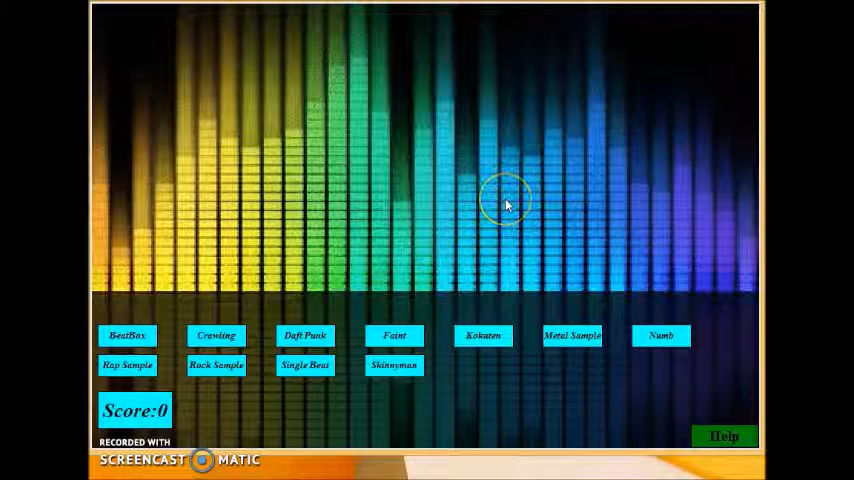 BeatBox Crawling Daft Punk Faint Kokuten Metal Sample Numb
Rap Sample Rock Sample Single Beat Skinnyman
Score:0
Help
RECORDED WITH
SCREENCAST MATIC